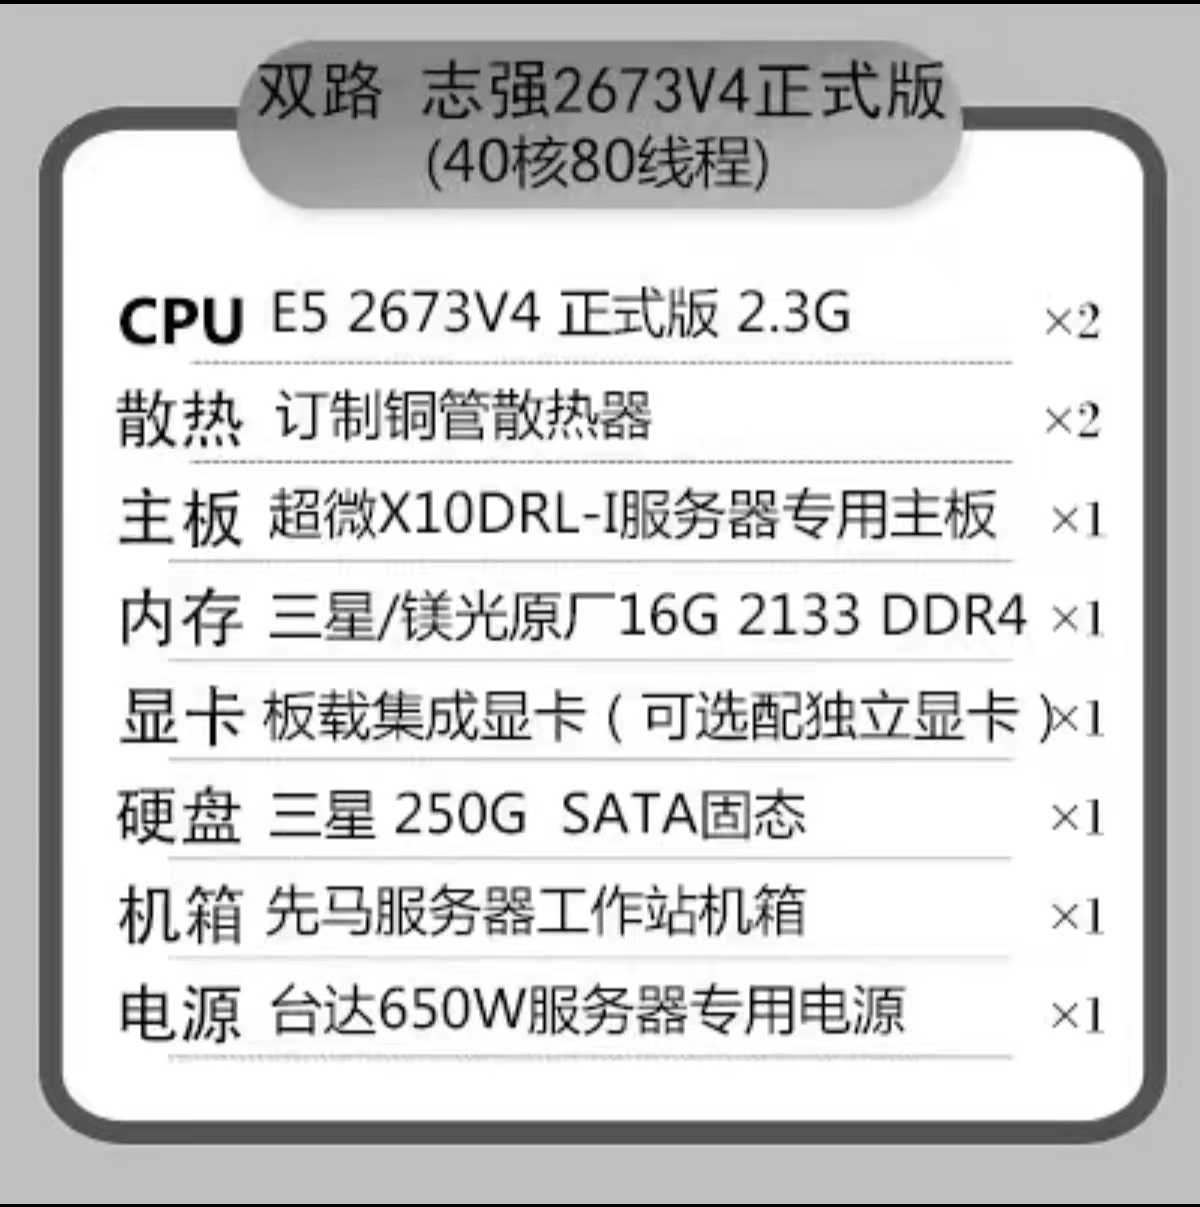 双路 志强2673V4正式版
(40核80线程)
CPU E5 2673V4 正式版 2.3G ×2
散热 订制铜管散热器 ×2
主板 超微X10DRL-I服务器专用主板 ×1
内存 三星/镁光原厂16G 2133 DDR4 ×1
显卡 板载集成显卡（可选配独立显卡）×1
硬盘 三星 250G SATA固态 ×1
机箱 先马服务器工作站机箱 ×1
电源 台达650W服务器专用电源 ×1